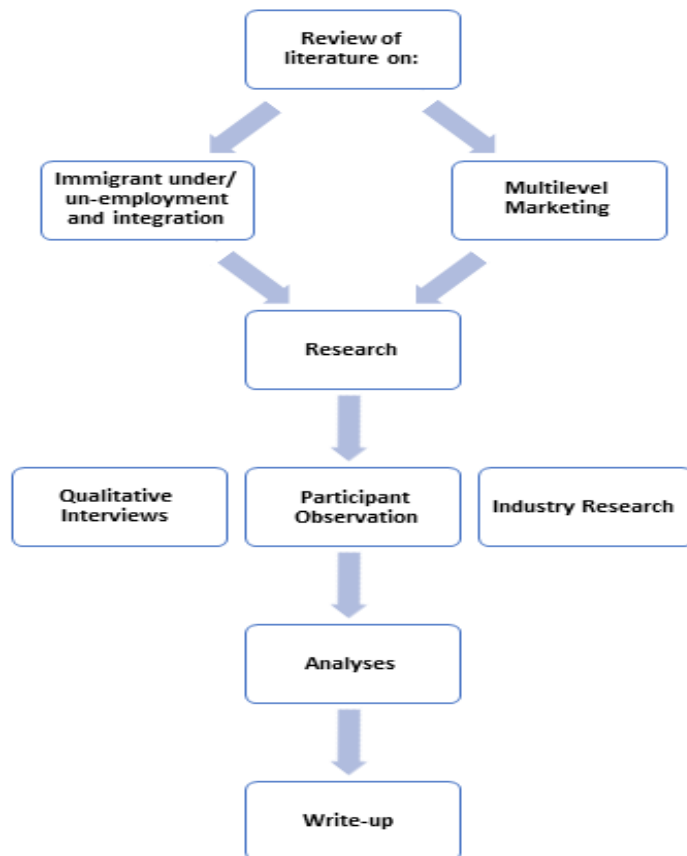 Review of
literature on:
Immigrant under/
un-employment
and integration
Multilevel
Marketing
Research
Qualitative
Interviews
Participant
Observation
Industry Research
Analyses
Write-up